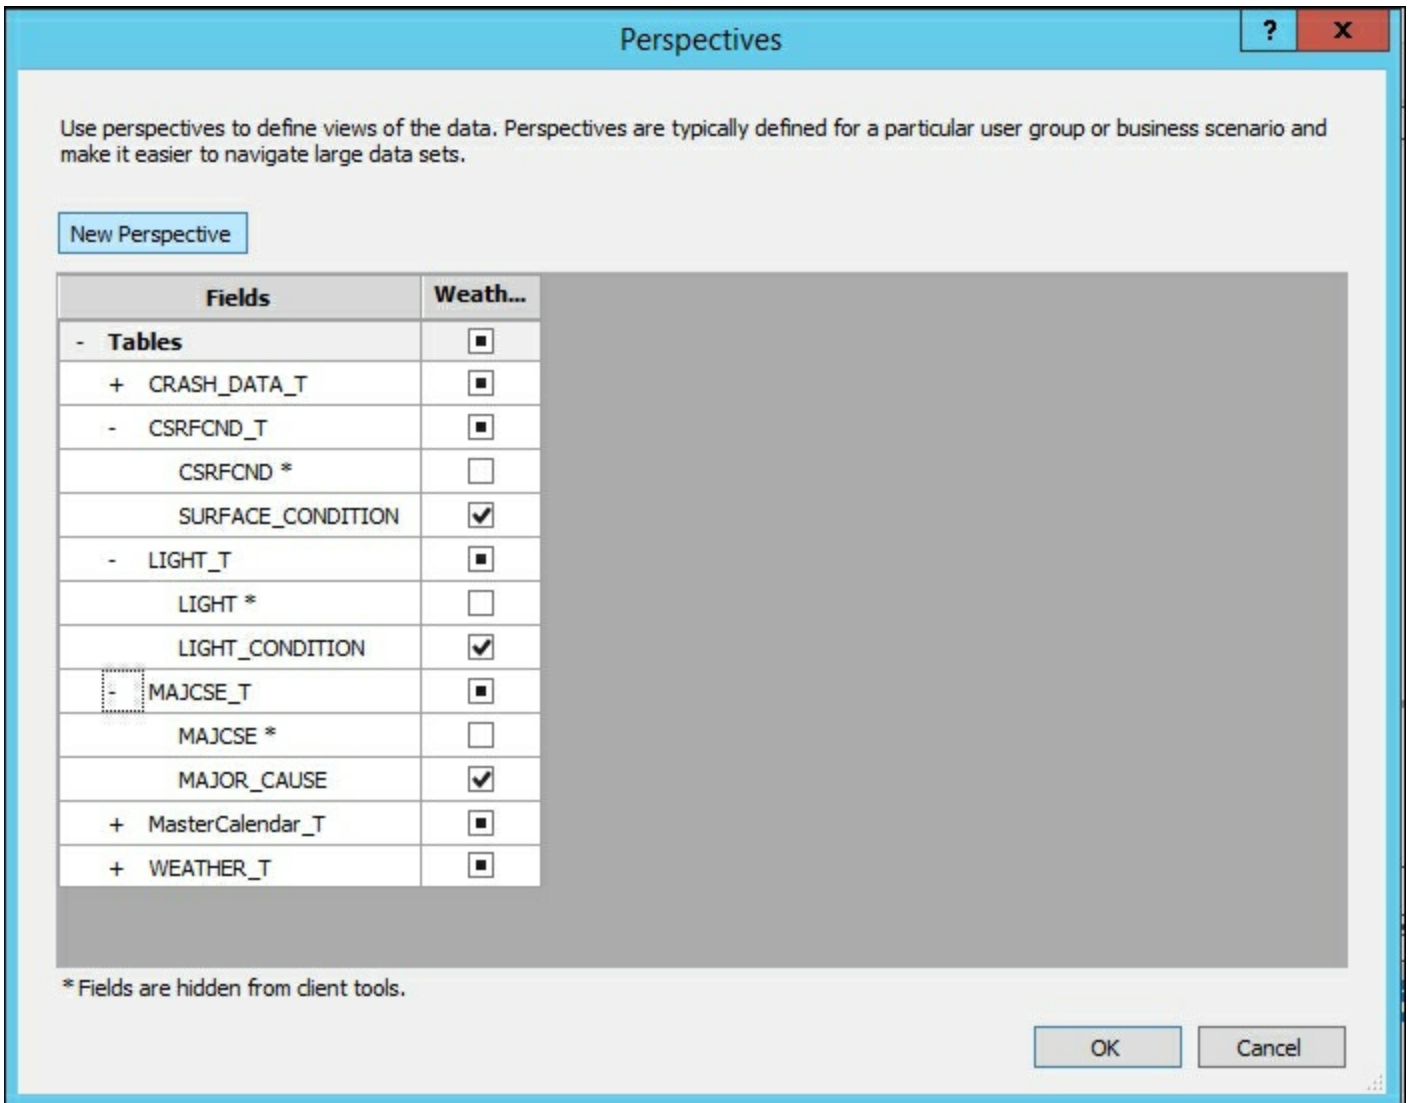 Perspectives
?
x
Use perspectives to define views of the data. Perspectives are typically defined for a particular user group or business scenario and
make it easier to navigate large data sets.
New Perspective
Fields Weath...
- Tables
+ CRASH_DATA_T
- CSRFCND_T
CSRFCND *
SURFACE_CONDITION
- LIGHT_T
LIGHT *
LIGHT_CONDITION
- MAJCSE_T
MAJCSE *
MAJOR_CAUSE
+ MasterCalendar_T
+ WEATHER_T
* Fields are hidden from client tools.
OK Cancel